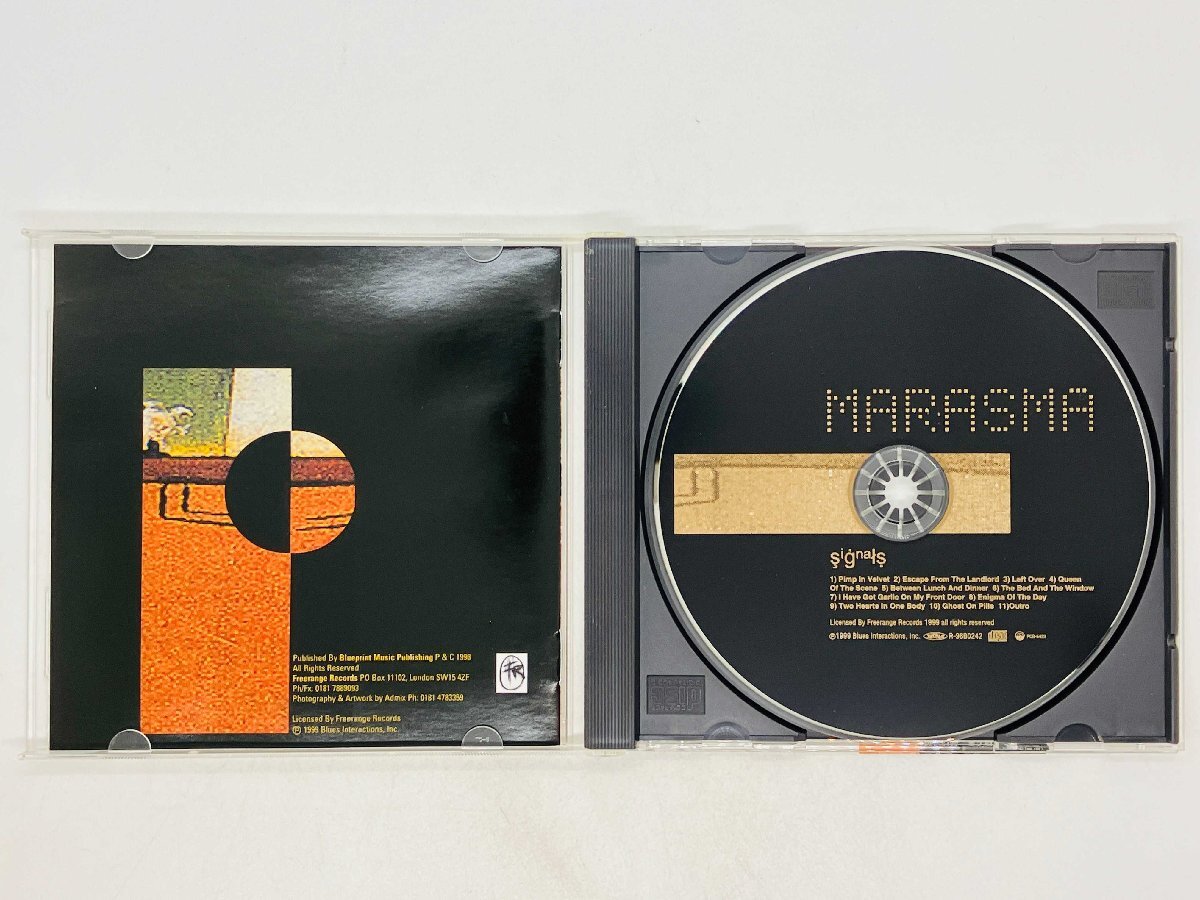 Published By Blueprint Music Publishing P & C 1998
All Rights Reserved
Freerange Records PO Box 11102, London SW15 4ZF
Ph/Fx. 0181 7889093
Photography & Artwork by Admix Ph: 0181 4783359
Licensed By Freerange Records
Ⓟ 1999 Blues Interactions, Inc.
FR
MARASMA
signals
1) Pimp In Velvet 2) Escape From The Landlord 3) Left Over 4) Queen
Of The Scene 5) Between Lunch And Dinner 6) The Bed And The Window
7) I Have Got Garlic On My Front Door 8) Enigma Of The Day
9) Two Hearts In One Body 10) Ghost On Pills 11)Outro
Licensed By Freerange Records 1999 all rights reserved
Ⓟ1999 Blues Interactions, Inc. R-9680242